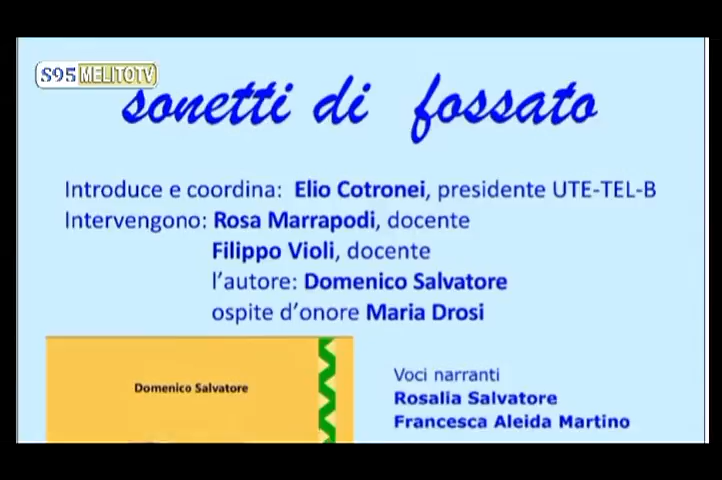 S95 MELITOTV
sonetti di fossato
Introduce e coordina: Elio Cotronei, presidente UTE-TEL-B
Intervengono: Rosa Marrapodi, docente
Filippo Violi, docente
l'autore: Domenico Salvatore
ospite d'onore Maria Drosi
Domenico Salvatore
Voci narranti
Rosalia Salvatore
Francesca Aleida Martino